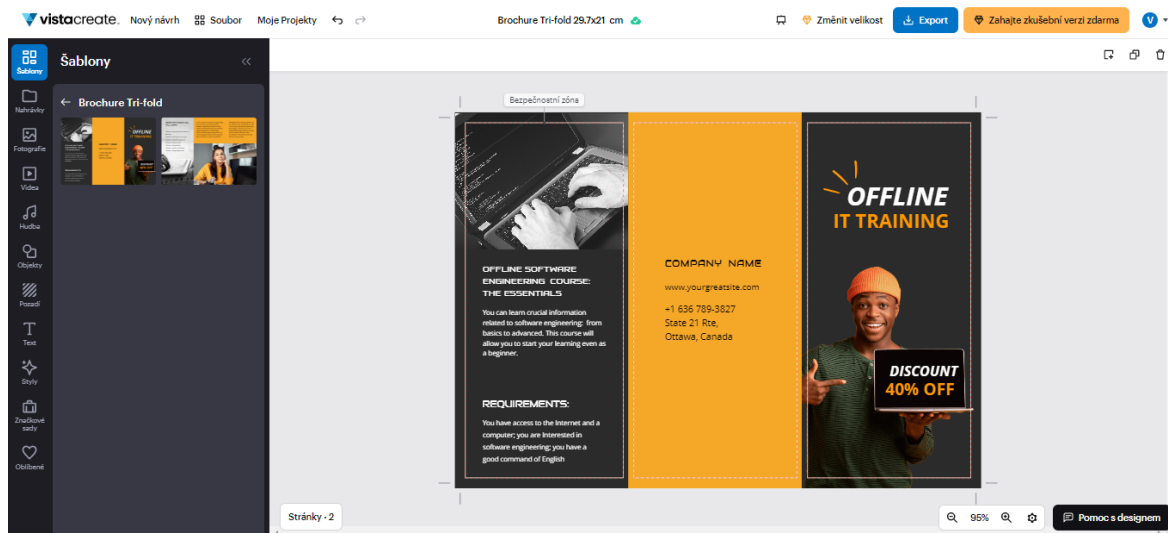 vistacreate.
Nový návrh
Soubor
Moje Projekty
Brochure Tri-fold 29.7x21 cm
Změnit velikost
Export
Zahajte zkušební verzi zdarma
V
Šablony
Nahrávky
Fotografie
Videa
Hudba
Objekty
Pozadí
Text
Styly
Značkové
sady
Oblíbené
Šablony
Brochure Tri-fold
OFFLINE
IT TRAINING
Bezpečnostní zóna
OFFLINE SOFTWARE
ENGINEERING COURSE:
THE ESSENTIALS
You can learn crucial information
related to software engineering: from
basics to advanced. This course will
allow you to start your learning even as
a beginner.
REQUIREMENTS:
You have access to the Internet and a
computer; you are Interested in
software engineering; you have a
good command of English
COMPANY NAME
www.yourgreatsite.com
+1 636 789-3827
State 21 Rte,
Ottawa, Canada
OFFLINE
IT TRAINING
DISCOUNT
40% OFF
Stránky • 2
95%
Pomoc s designem